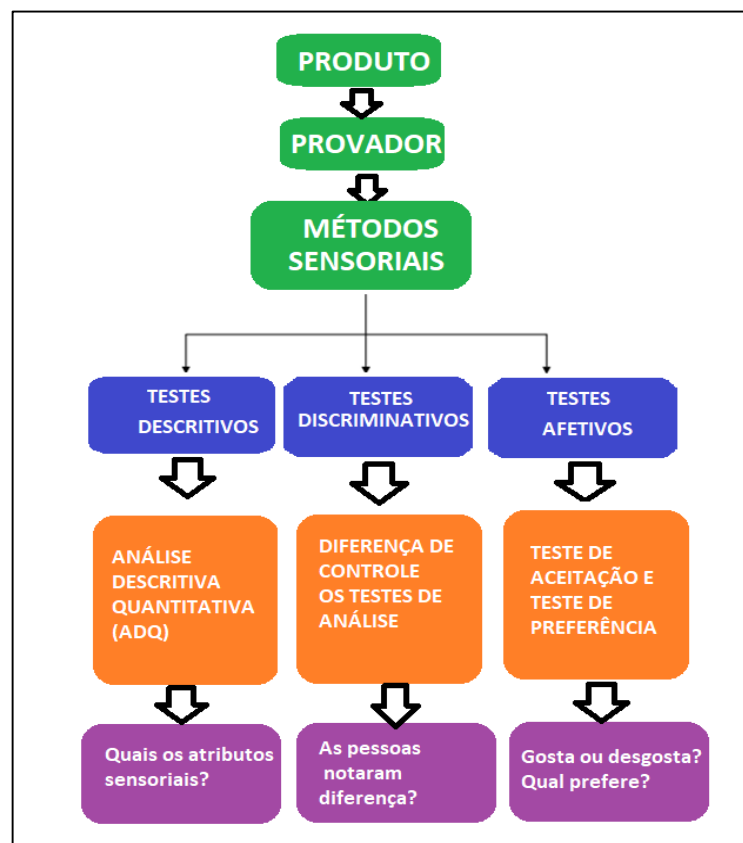 PRODUTO
PROVADOR
MÉTODOS
SENSORIAIS
TESTES
DESCRITIVOS
TESTES
DISCRIMINATIVOS
TESTES
AFETIVOS
ANÁLISE
DESCRITIVA
QUANTITATIVA
(ADQ)
DIFERENÇA DE
CONTROLE
OS TESTES DE
ANÁLISE
TESTE DE
ACEITAÇÃO E
TESTE DE
PREFERÊNCIA
Quais os atributos
sensoriais?
As pessoas
notaram
diferença?
Gosta ou desgosta?
Qual prefere?